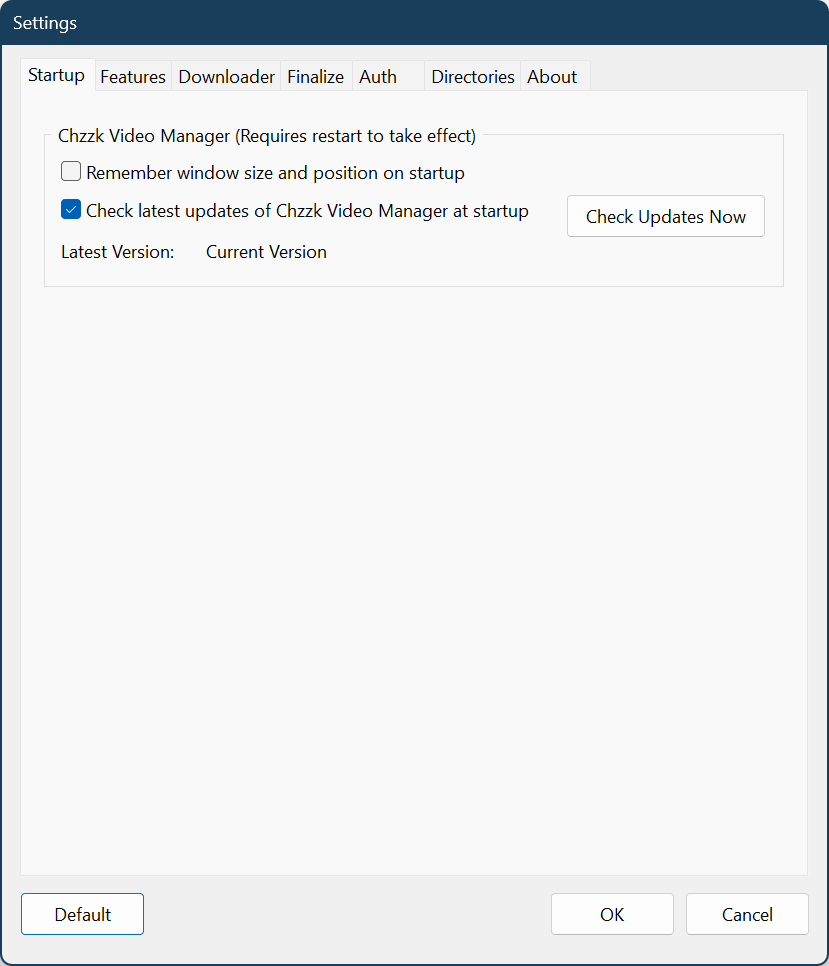 Settings
Startup Features Downloader Finalize Auth Directories About
Chzzk Video Manager (Requires restart to take effect)
Remember window size and position on startup
Check latest updates of Chzzk Video Manager at startup
Check Updates Now
Latest Version: Current Version
Default OK Cancel